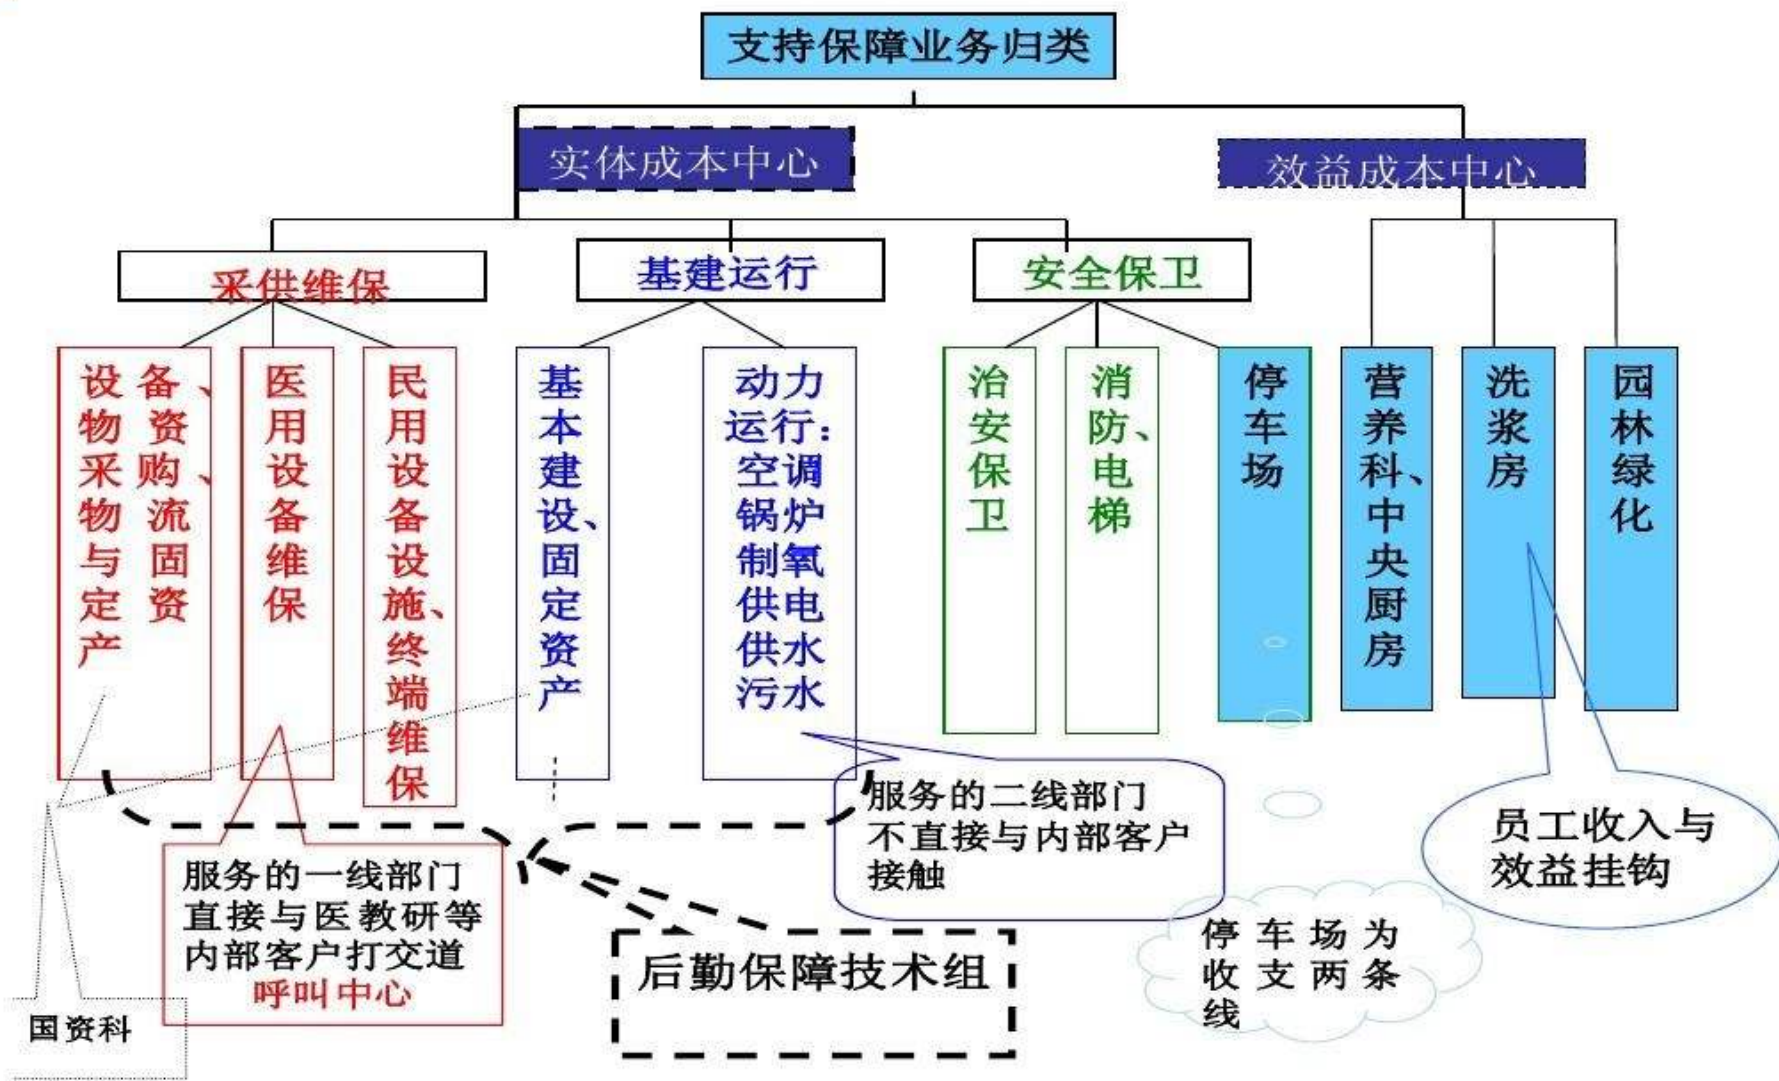 支持保障业务归类
实体成本中心
效益成本中心
采供维保
基建运行
安全保卫
设备、
物资
采购、
物流
与固
定资
产
医用设备维保
民用设备设施、终端维保
基本建设、固定资产
动力
运行：
空调
锅炉
制氧
供电
供水
污水
治安保卫
消防、电梯
停车场
营养科、中央厨房
洗浆房
园林绿化
服务的一线部门
直接与医教研等
内部客户打交道
呼叫中心
服务的二线部门
不直接与内部客户
接触
员工收入与
效益挂钩
停车场为
收支两条
线
后勤保障技术组
国资科